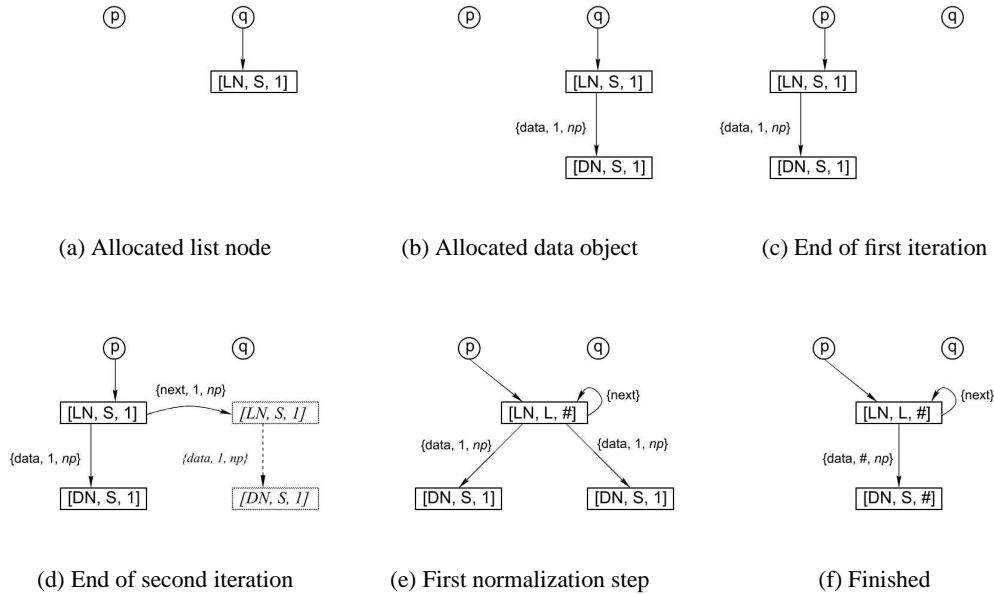 p q p q p q
[LN, S, 1] [LN, S, 1] [LN, S, 1]
{data, 1, np} {data, 1, np}
[DN, S, 1] [DN, S, 1]
(a) Allocated list node (b) Allocated data object (c) End of first iteration
p q p q p q
{next, 1, np} {next} {next}
[LN, S, 1] [LN, S, 1] [LN, L, #] [LN, L, #]
{data, 1, np} {data, 1, np} {data, 1, np} {data, 1, np} {data, #, np}
[DN, S, 1] [DN, S, 1] [DN, S, 1] [DN, S, 1] [DN, S, #]
(d) End of second iteration (e) First normalization step (f) Finished